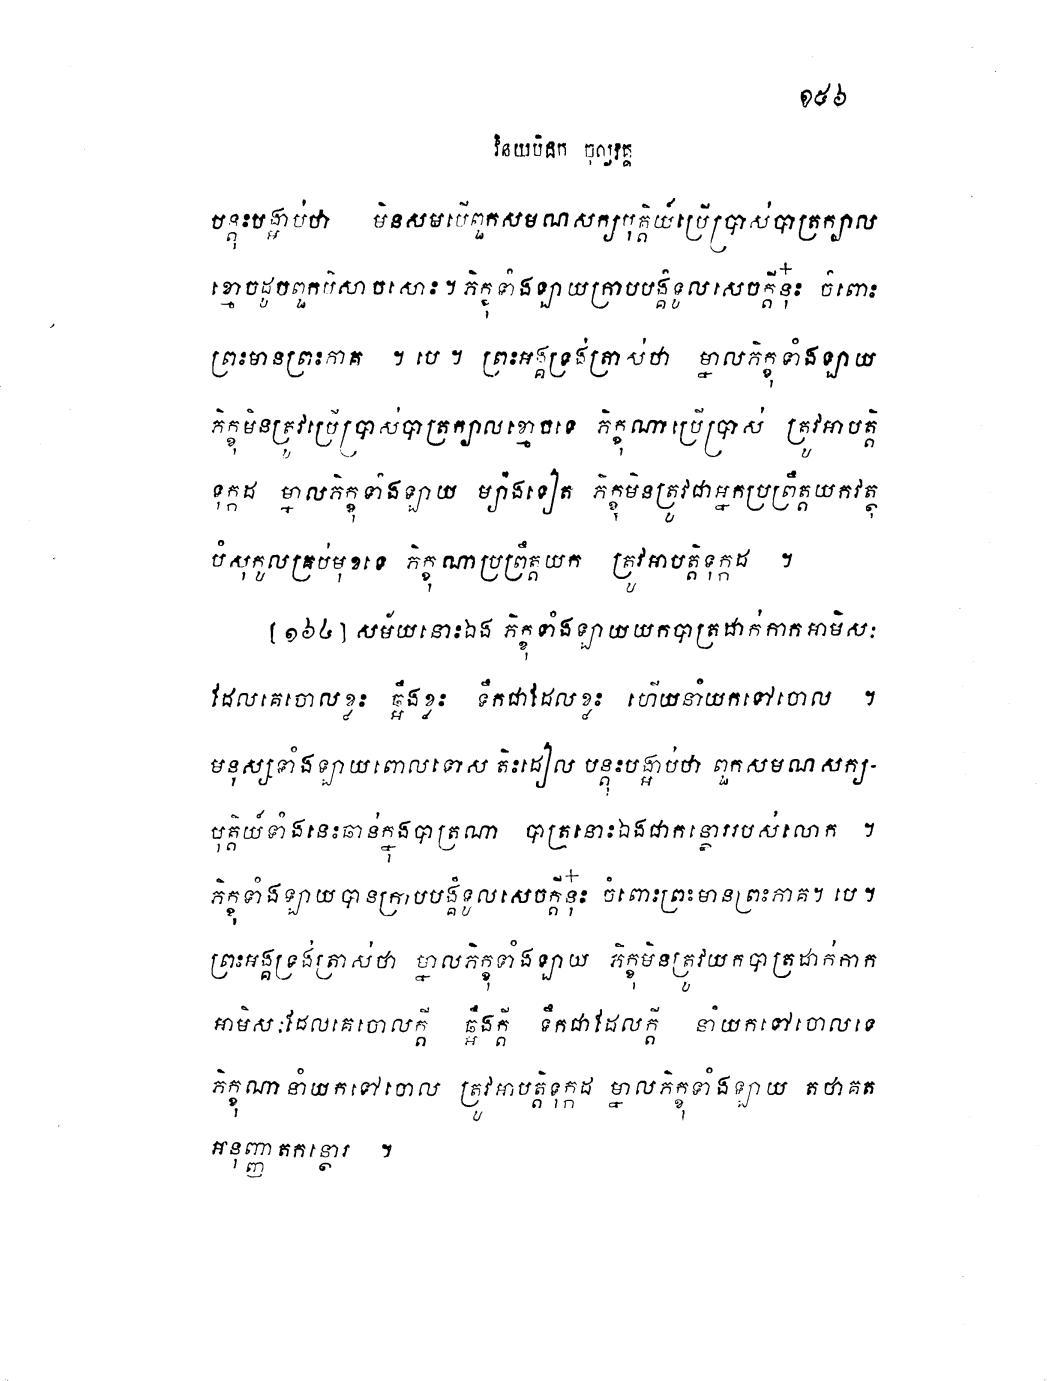 ១៥៦
វិនយបិដក ចុល្លវគ្គ
បន្តុះបង្អាប់ថា មិនសមបើពួកសមណសក្យបុត្តិយ៍ប្រើប្រាស់បាត្រក្បាល
ខ្មោចដូចពួកបិសាចសោះ។ ភិក្ខុទាំងឡាយក្រាបបង្គំទូលសេចក្តីនុ៎ះ ចំពោះ
ព្រះមានព្រះភាគ ។ បេ ។ ព្រះអង្គទ្រង់ត្រាស់ថា ម្នាលភិក្ខុទាំងឡាយ
ភិក្ខុមិនត្រូវប្រើប្រាស់បាត្រក្បាលខ្មោចទេ ភិក្ខុណាប្រើប្រាស់ ត្រូវអាបត្តិ
ទុក្កដ ម្នាលភិក្ខុទាំងឡាយ ម្យ៉ាងទៀត ភិក្ខុមិនត្រូវជាអ្នកប្រព្រឹត្តយកវត្ថុ
បំសុកូលគ្រប់មុខទេ ភិក្ខុណាប្រព្រឹត្តយក ត្រូវអាបត្តិទុក្កដ ។
[១៦៤] សម័យនោះឯង ភិក្ខុទាំងឡាយយកបាត្រដាក់កាកអាមិសៈ
ដែលគេចោលខ្លះ ឆ្អឹងខ្លះ ទឹកជាដែលខ្លះ ហើយនាំយកទៅចោល ។
មនុស្សទាំងឡាយពោលទោស តិះដៀល បន្តុះបង្អាប់ថា ពួកសមណសក្យ-
បុត្តិយ៍ទាំងនេះឆាន់ក្នុងបាត្រណា បាត្រនោះឯងជាកន្ថោររបស់លោក ។
ភិក្ខុទាំងឡាយបានក្រាបបង្គំទូលសេចក្តីនុ៎ះ ចំពោះព្រះមានព្រះភាគ។ បេ ។
ព្រះអង្គទ្រង់ត្រាស់ថា ម្នាលភិក្ខុទាំងឡាយ ភិក្ខុមិនត្រូវយកបាត្រដាក់កាក
អាមិសៈដែលគេចោលក្តី ឆ្អឹងក្តី ទឹកជាដែលក្តី នាំយកទៅចោលទេ
ភិក្ខុណានាំយកទៅចោល ត្រូវអាបត្តិទុក្កដ ម្នាលភិក្ខុទាំងឡាយ តថាគត
អនុញ្ញាតកន្ថោរ ។